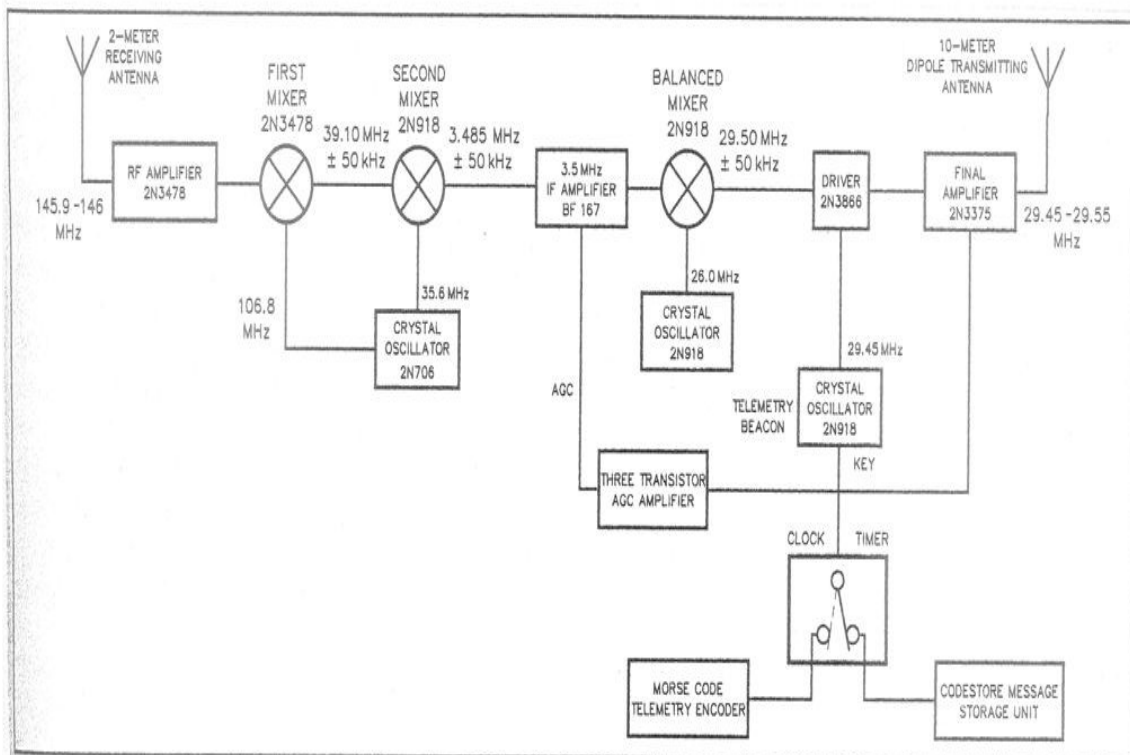 2-METER
RECEIVING
ANTENNA
10-METER
DIPOLE TRANSMITTING
ANTENNA
FIRST
MIXER
2N3478
SECOND
MIXER
2N918
BALANCED
MIXER
2N918
39.10 MHz
± 50 kHz
3.485 MHz
± 50 kHz
29.50 MHz
± 50 kHz
RF AMPLIFIER
2N3478
3.5 MHz
IF AMPLIFIER
BF 167
DRIVER
2N3866
FINAL
AMPLIFIER
2N3375
145.9-146
MHz
29.45-29.55
MHz
106.8
MHz
35.6 MHz
CRYSTAL
OSCILLATOR
2N706
26.0 MHz
CRYSTAL
OSCILLATOR
2N918
29.45 MHz
AGC
TELEMETRY
BEACON
CRYSTAL
OSCILLATOR
2N918
KEY
THREE TRANSISTOR
AGC AMPLIFIER
CLOCK TIMER
MORSE CODE
TELEMETRY ENCODER
CODESTORE MESSAGE
STORAGE UNIT